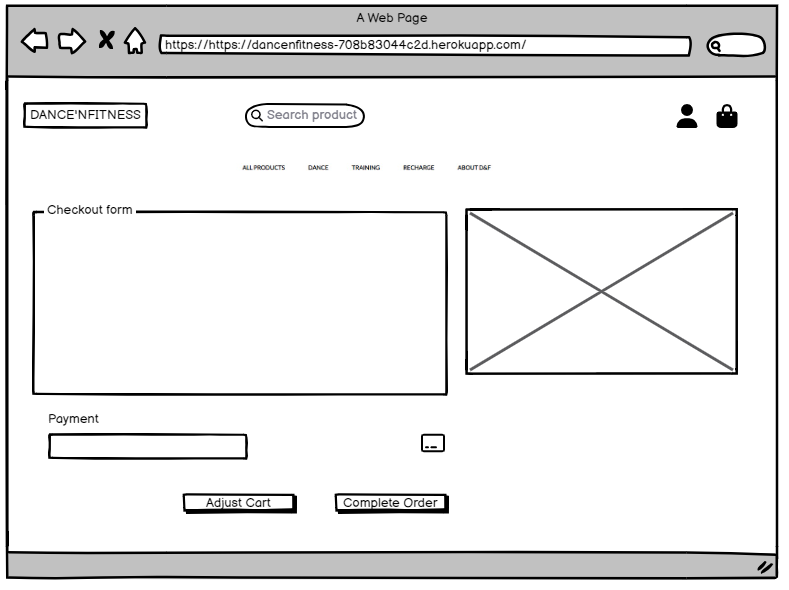 A Web Page
https://https://dancenfitness-708b83044c2d.herokuapp.com/
DANCE'NFITNESS
Search product
ALL PRODUCTS DANCE TRAINING RECHARGE ABOUT D&F
Checkout form
Payment
Adjust Cart Complete Order